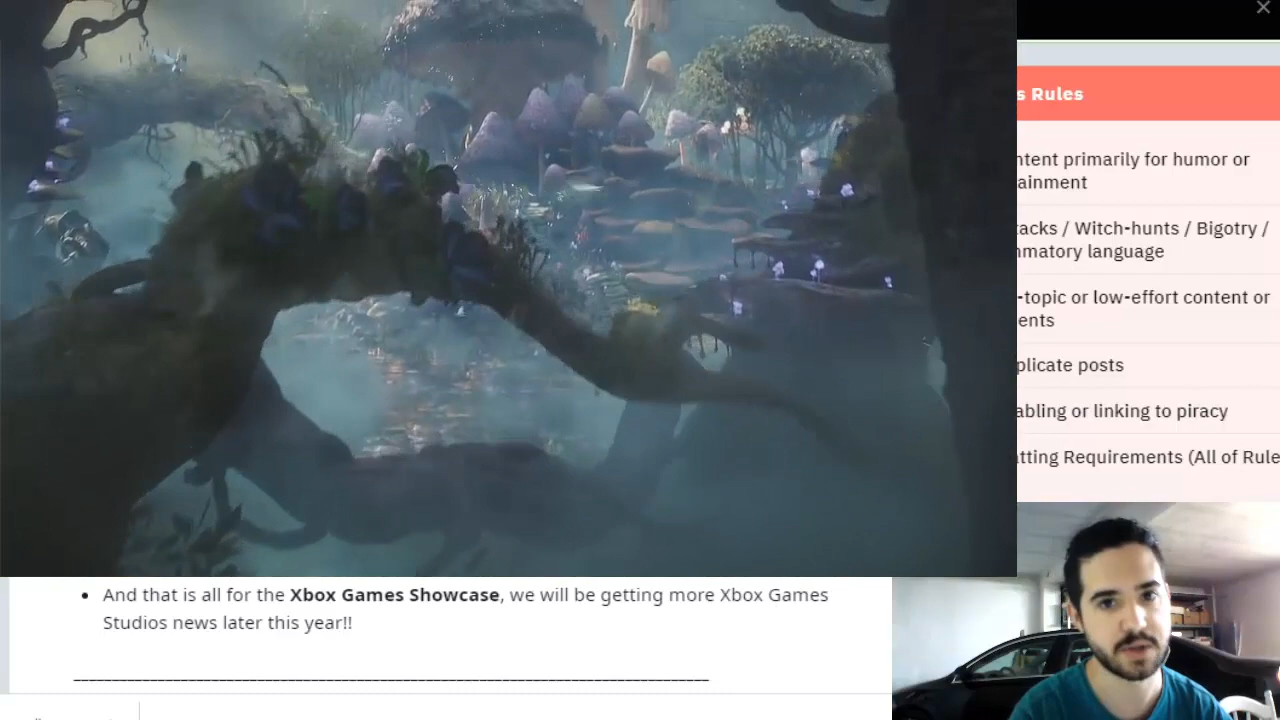 s Rules
ntent primarily for humor or
ainment
tacks / Witch-hunts / Bigotry /
mmatory language
-topic or low-effort content or
ents
plicate posts
abling or linking to piracy
atting Requirements (All of Rule
• And that is all for the Xbox Games Showcase, we will be getting more Xbox Games
Studios news later this year!!